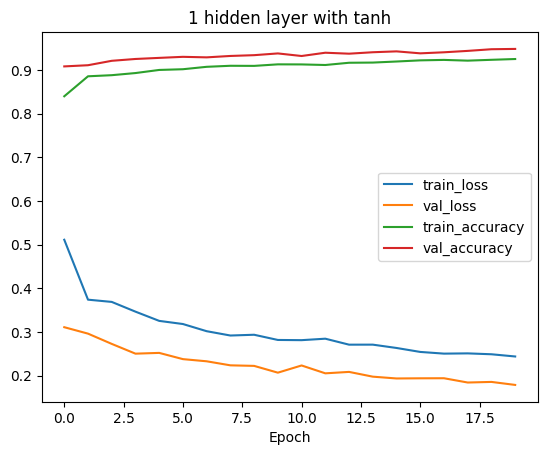 1 hidden layer with tanh
0.9
0.8
0.7
0.6
0.5
0.4
0.3
0.2
train_loss
val_loss
train_accuracy
val_accuracy
0.0 2.5 5.0 7.5 10.0 12.5 15.0 17.5
Epoch